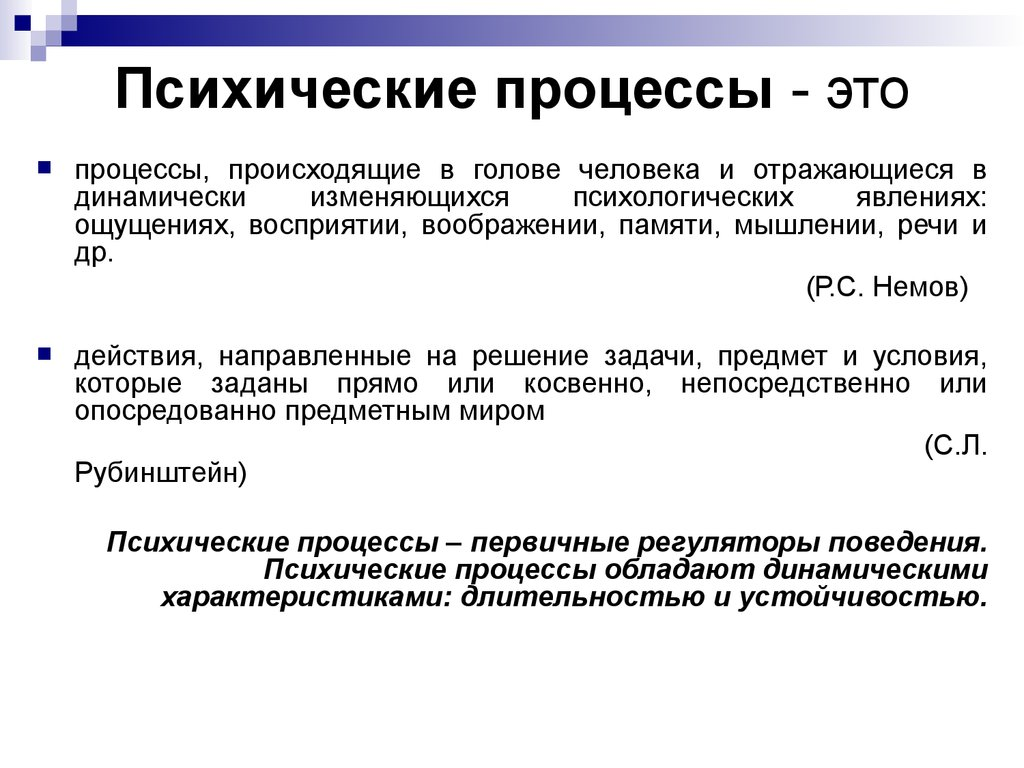 Психические процессы - это
процессы, происходящие в голове человека и отражающиеся в
динамически изменяющихся психологических явлениях:
ощущениях, восприятии, воображении, памяти, мышлении, речи и
др.
(Р.С. Немов)
действия, направленные на решение задачи, предмет и условия,
которые заданы прямо или косвенно, непосредственно или
опосредованно предметным миром
(С.Л.
Рубинштейн)
Психические процессы – первичные регуляторы поведения.
Психические процессы обладают динамическими
характеристиками: длительностью и устойчивостью.